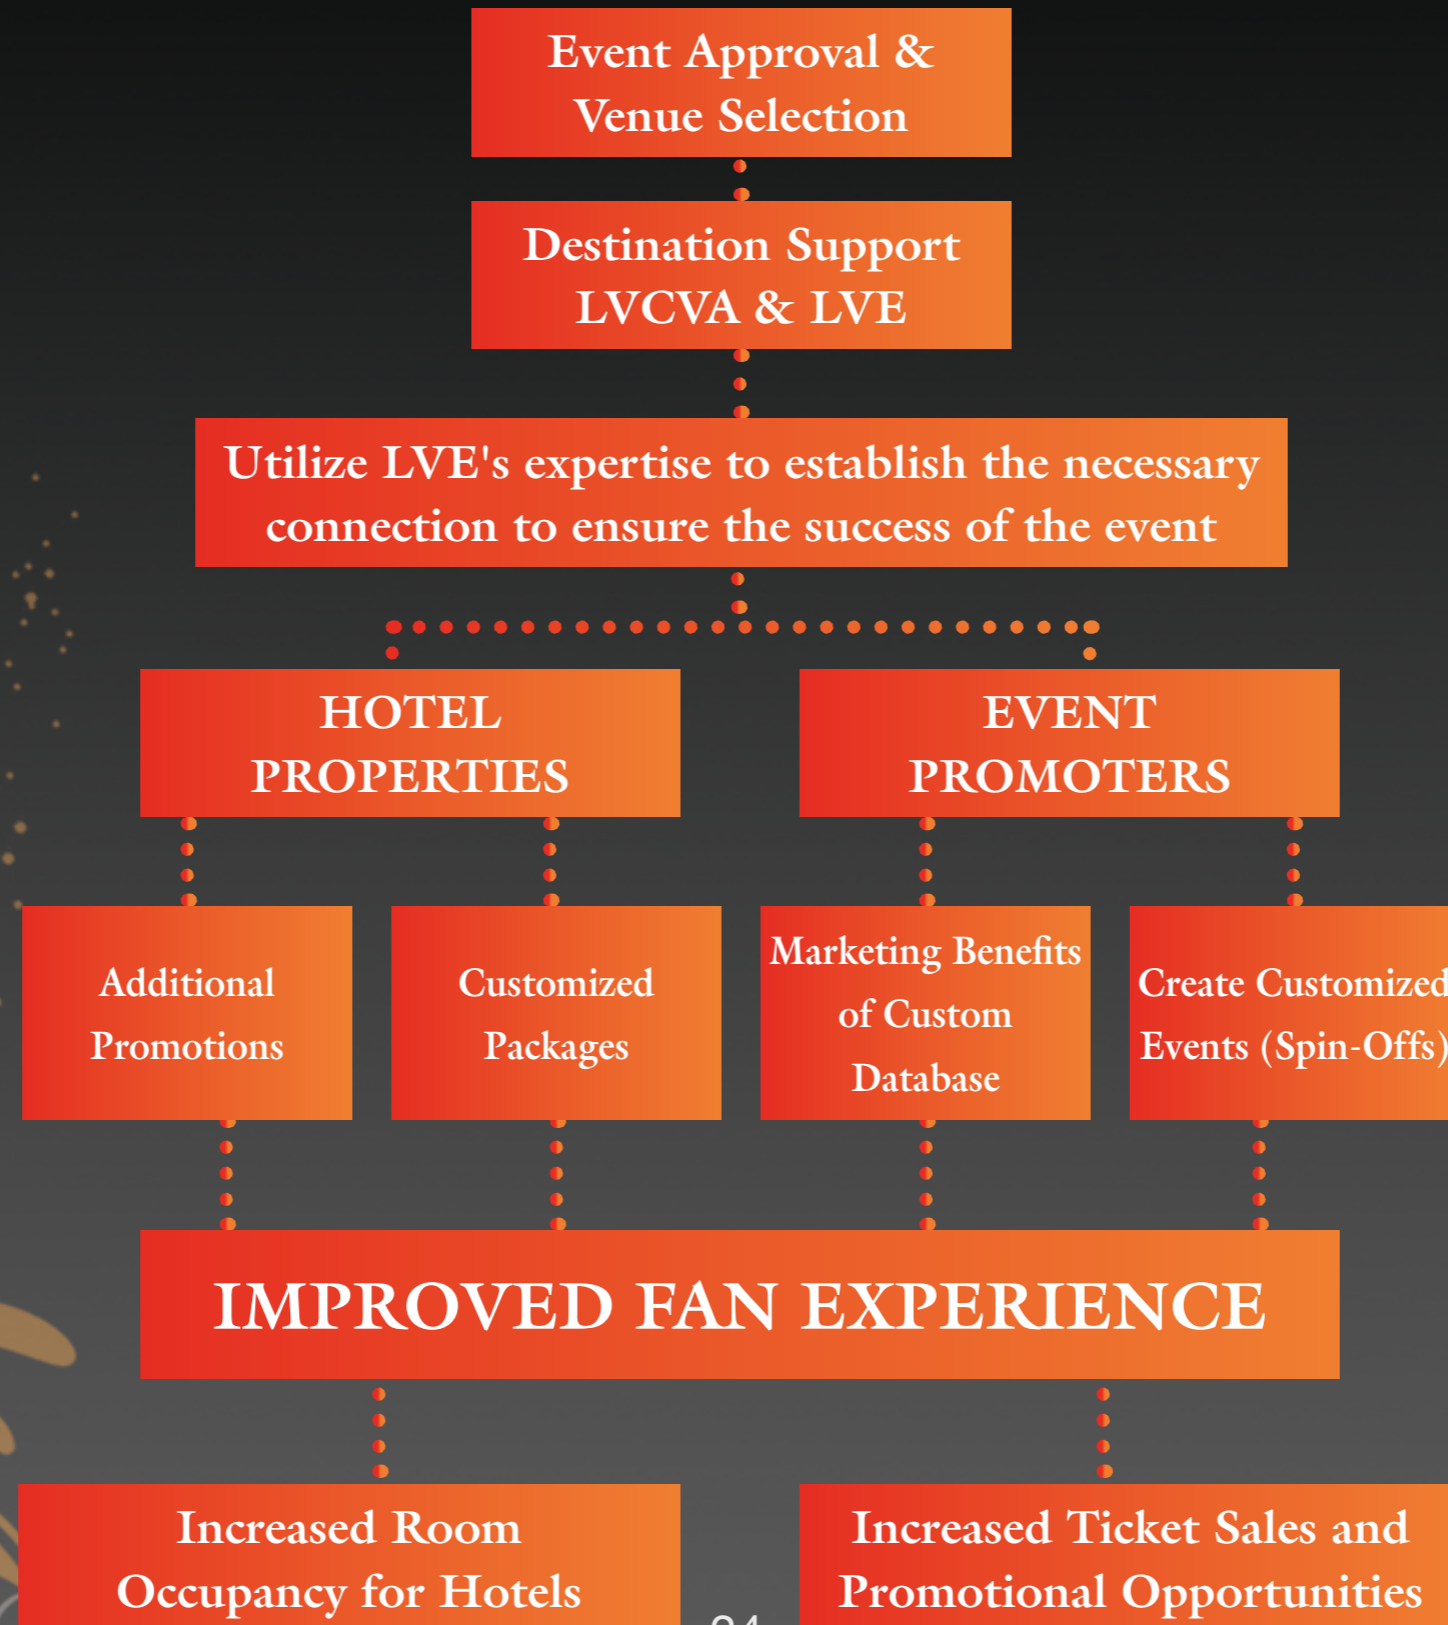 Event Approval &
Venue Selection
Destination Support
LVCVA & LVE
Utilize LVE's expertise to establish the necessary
connection to ensure the success of the event
HOTEL
PROPERTIES
EVENT
PROMOTERS
Additional
Promotions
Customized
Packages
Marketing Benefits
of Custom
Database
Create Customized
Events (Spin-Offs)
IMPROVED FAN EXPERIENCE
Increased Room
Occupancy for Hotels
Increased Ticket Sales and
Promotional Opportunities